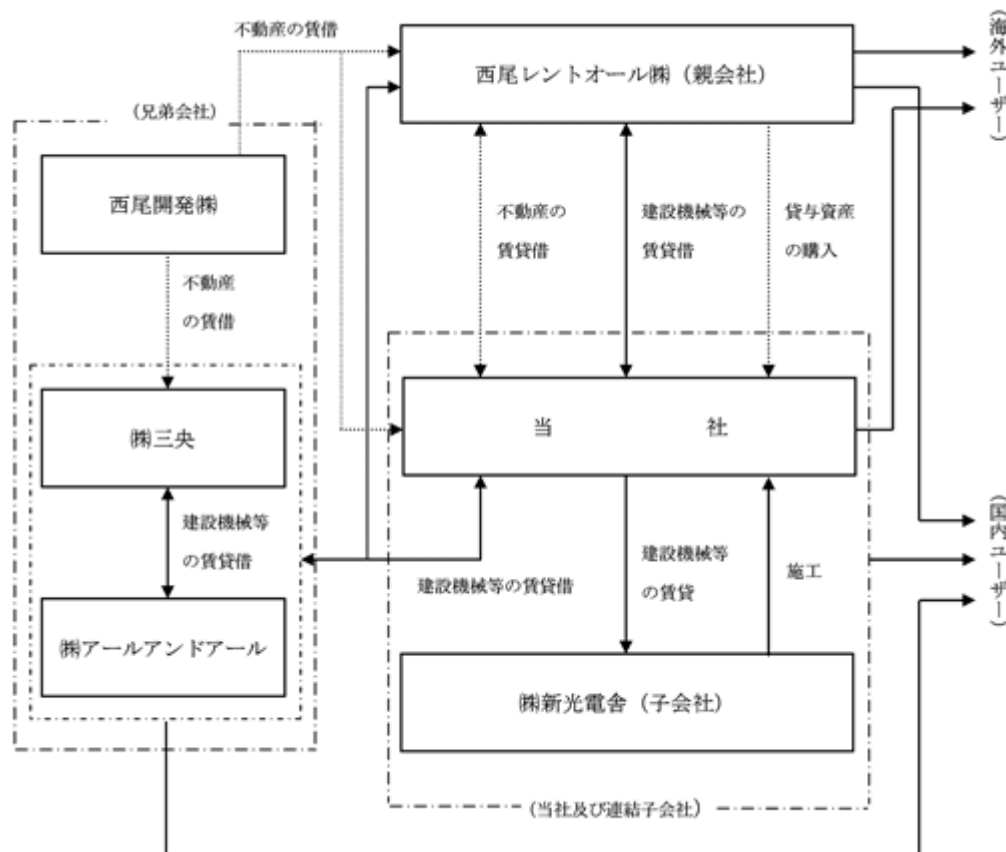 不動産の賃借
西尾レントオール㈱（親会社）
（海外ユーザー）
（兄弟会社）
西尾開発㈱
不動産の
賃貸借
建設機械等の
賃貸借
貸与資産
の購入
不動産
の賃借
㈱三央
当　　　社
建設機械等
の賃貸借
建設機械等の賃貸借
建設機械等
の賃貸
施工
（国内ユーザー）
㈱アールアンドアール
㈱新光電舎（子会社）
（当社及び連結子会社）